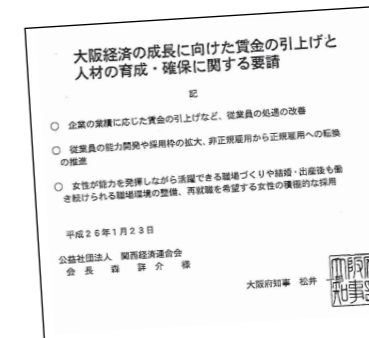 大阪経済の成長に向けた賃金の引上げと
人材の育成・確保に関する要請
記
○ 企業の業績に応じた賃金の引上げなど、従業員の処遇の改善
○ 従業員の能力開発や採用枠の拡大、非正規雇用から正規雇用への転換
の推進
○ 女性が能力を発揮しながら活躍できる職場づくりや結婚・出産後も働
き続けられる職場環境の整備、再就職を希望する女性の積極的な採用
平成26年1月23日
公益社団法人 関西経済連合会
会 長 森 詳 介 様
大阪府知事 松井